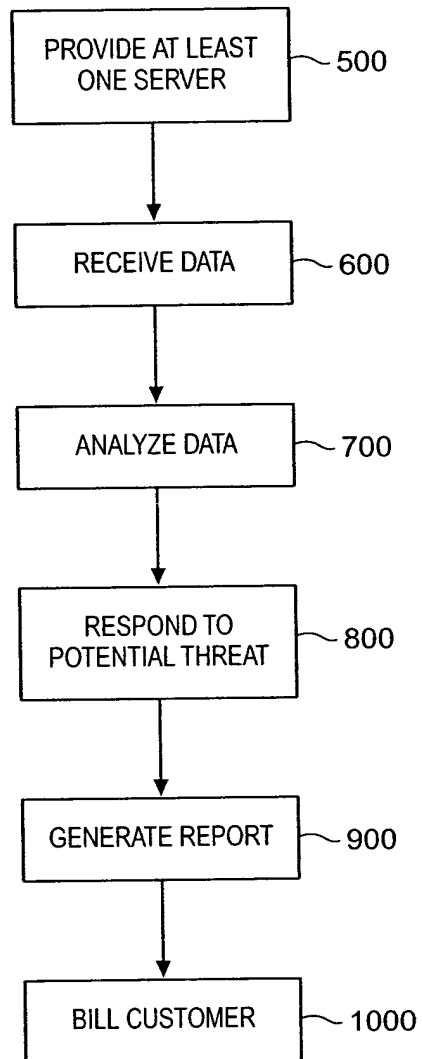 PROVIDE AT LEAST
ONE SERVER
500
RECEIVE DATA
600
ANALYZE DATA
700
RESPOND TO
POTENTIAL THREAT
800
GENERATE REPORT
900
BILL CUSTOMER
1000